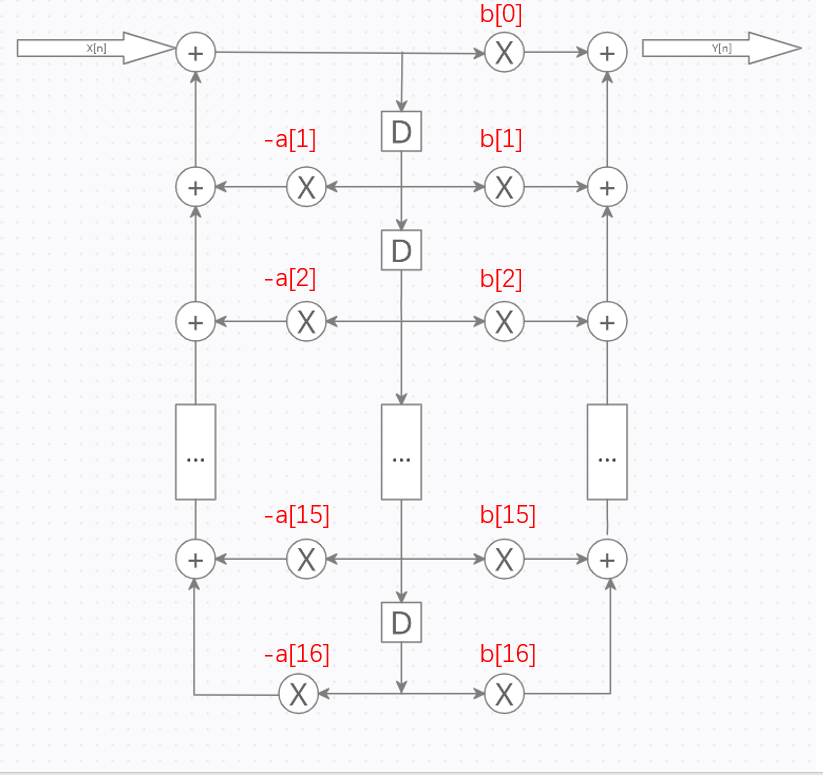 b[0]
X[n] + X + Y[n]
D
-a[1] b[1]
+ X X +
D
-a[2] b[2]
+ X X +
... ... ...
-a[15] b[15]
+ X X +
D
-a[16] b[16]
X X